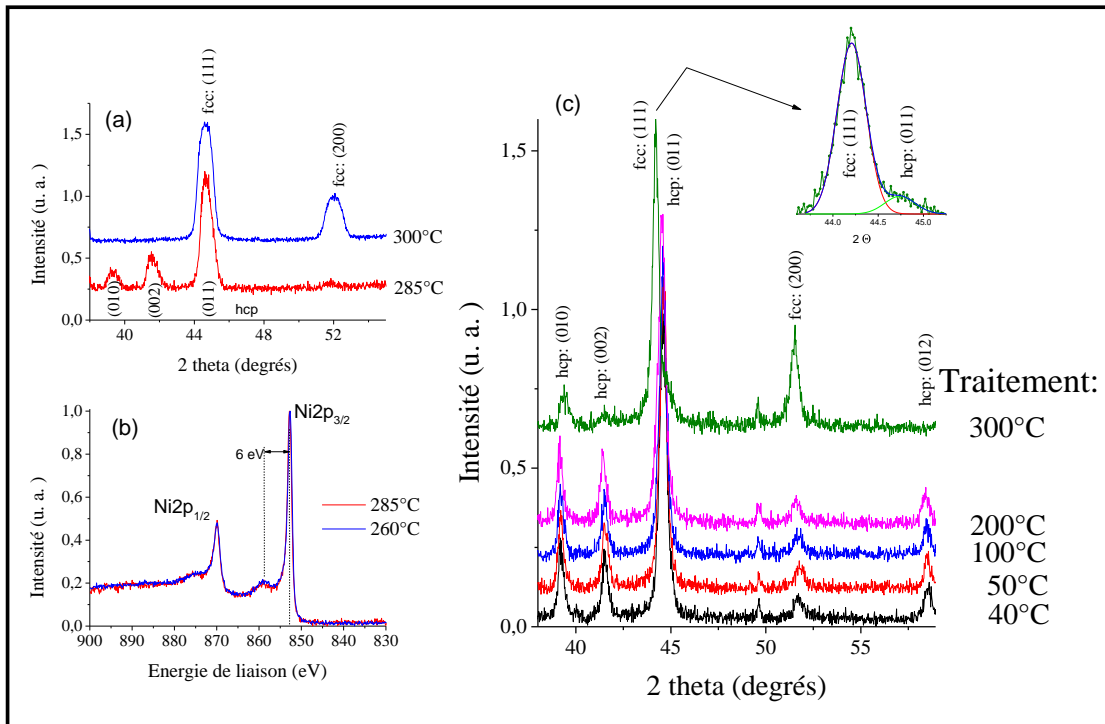 (a)
Intensité (u. a. )
1,5
1,0
0,5
0,0
fcc: (111)
fcc: (200)
300°C
285°C
(010)
(002)
(011)
hcp
40
44
48
52
2 theta (degrés)
(b)
Intensité (u. a. )
1,0
0,8
0,6
0,4
0,2
0,0
Ni2p3/2
6 eV
Ni2p1/2
285°C
260°C
900
880
870
860
850
840
830
Energie de liaison (eV)
(c)
Intensité (u. a. )
1,5
1,0
0,5
0,0
hcp: (010)
hcp: (002)
fcc: (111)
hcp: (011)
fcc: (200)
hcp: (012)
fcc: (111)
hcp: (011)
44.0
44.5
45.0
2 Θ
Traitement:
300°C
200°C
100°C
50°C
40°C
40
45
50
55
2 theta (degrés)